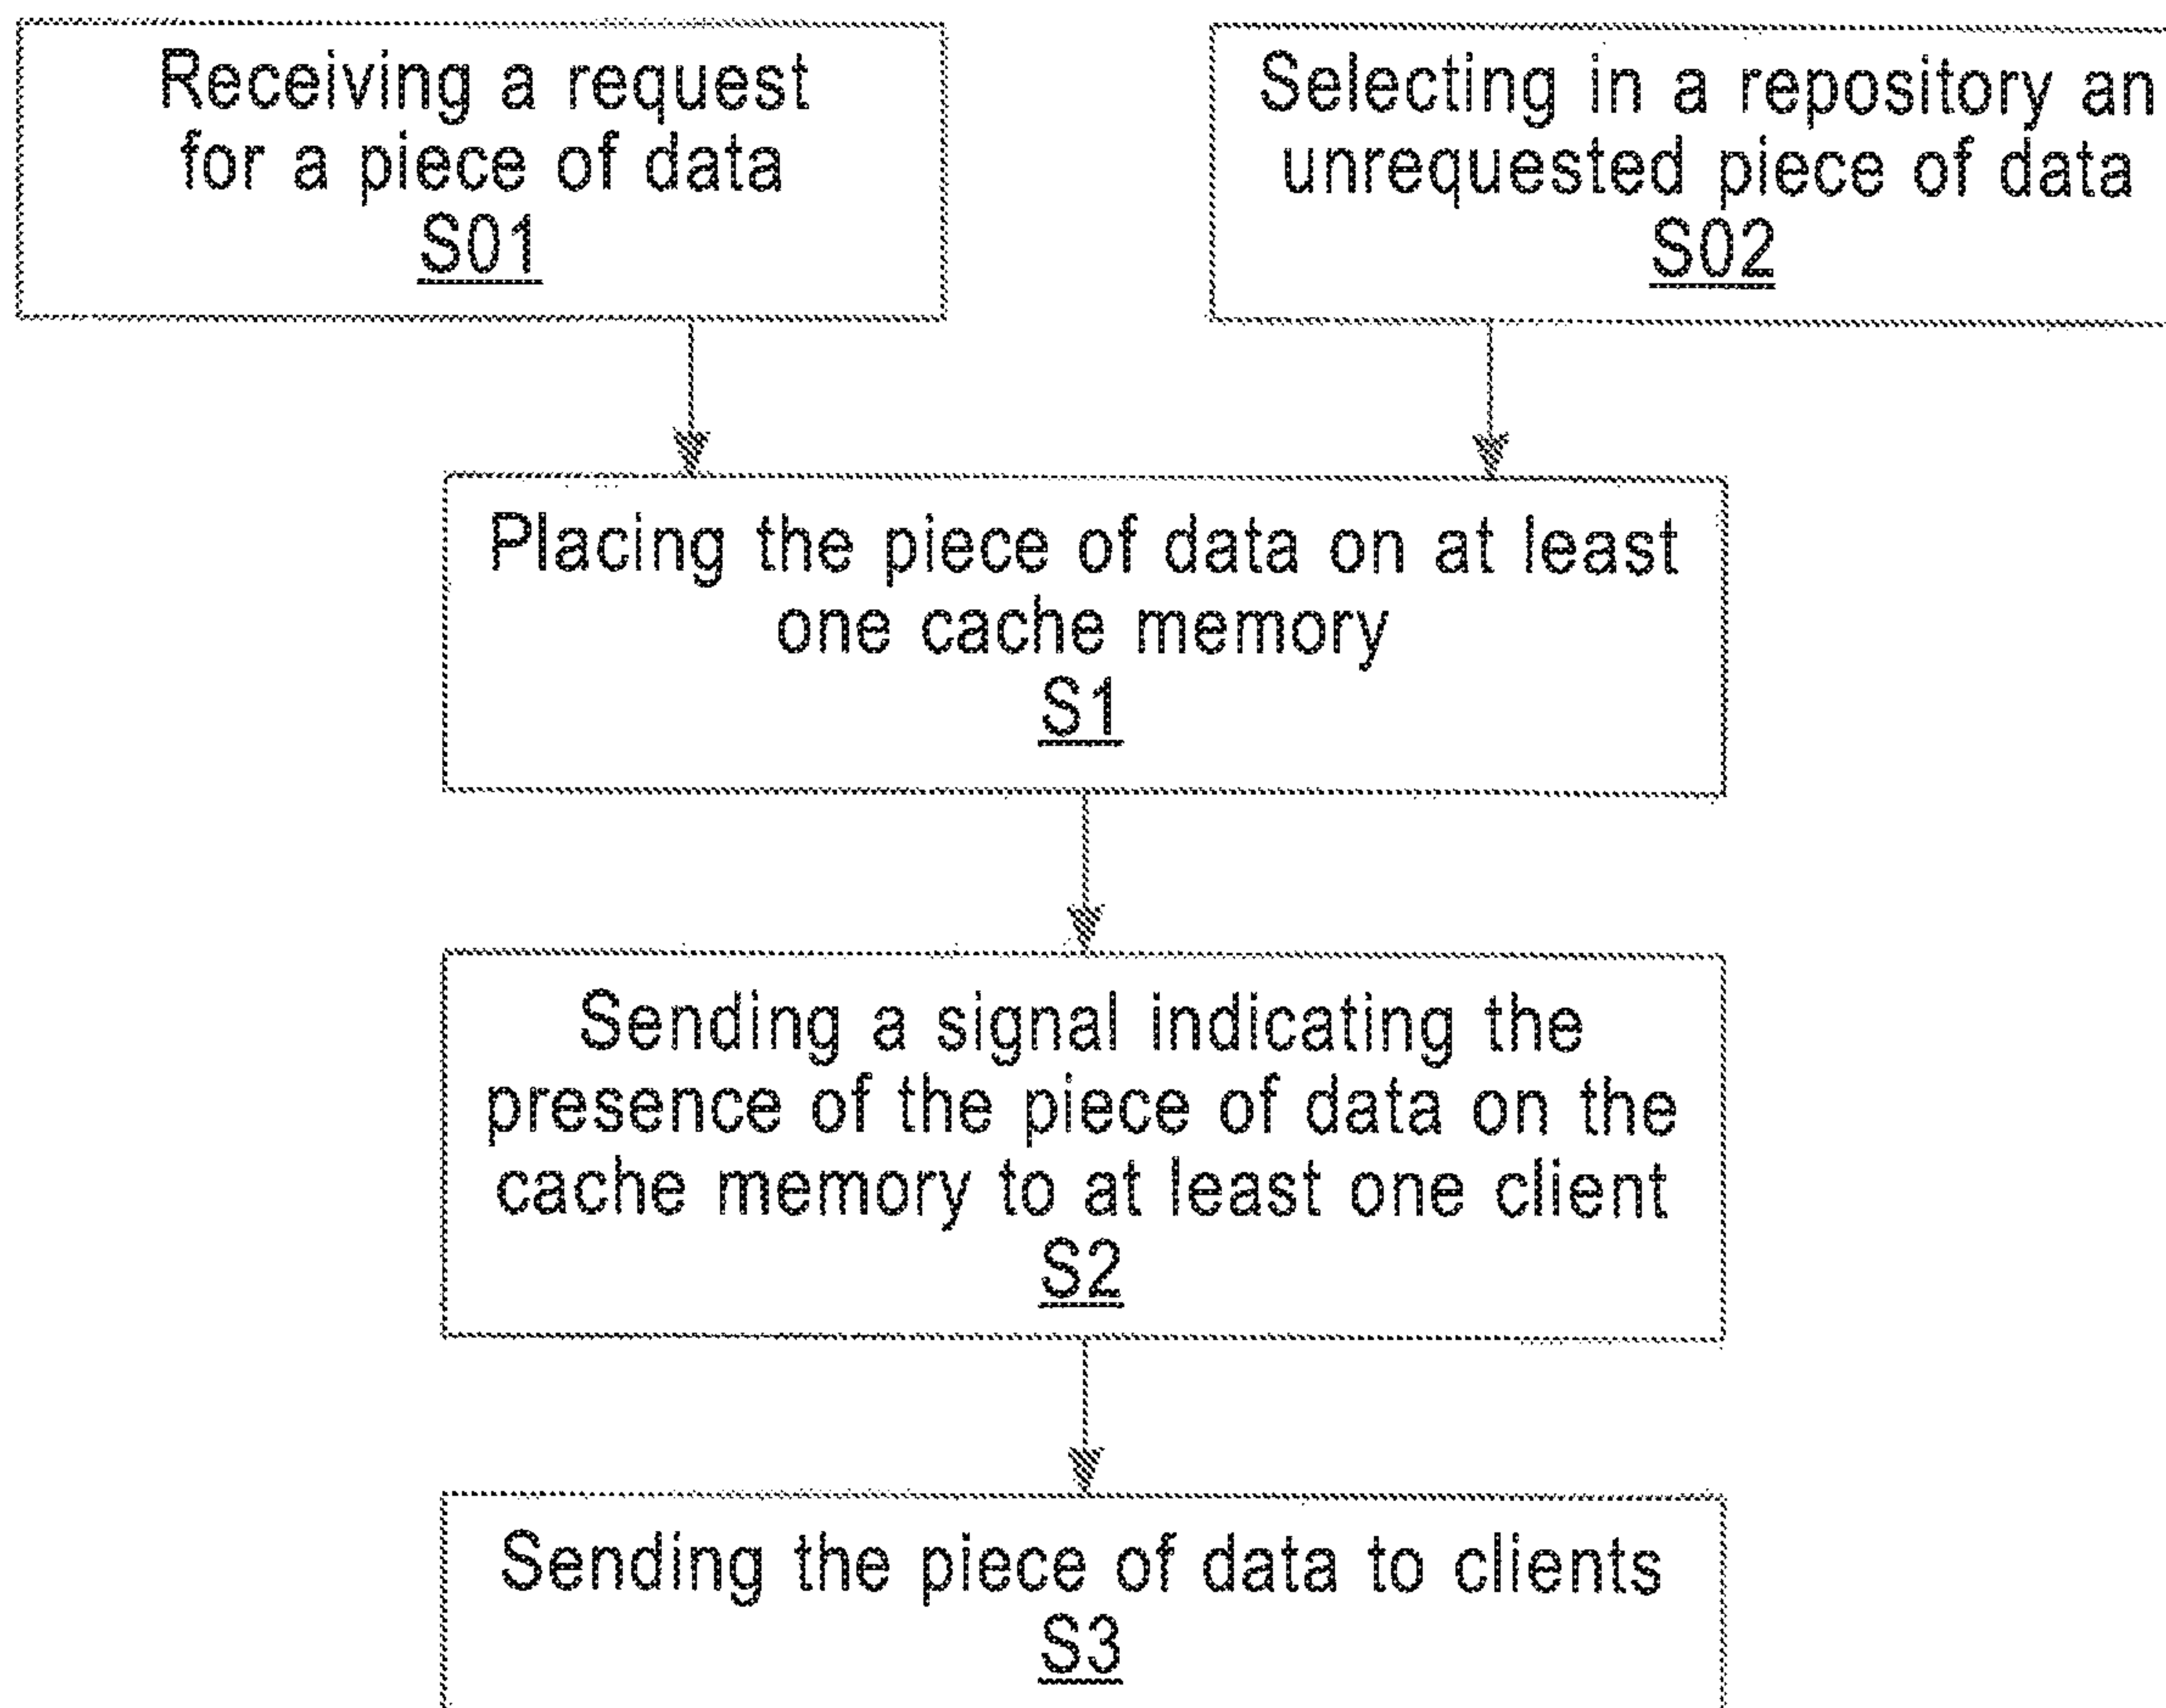 Receiving a request
for a piece of data
S01
Selecting in a repository an
unrequested piece of data
S02
Placing the piece of data on at least
one cache memory
S1
Sending a signal indicating the
presence of the piece of data on the
cache memory to at least one client
S2
Sending the piece of data to clients
S3